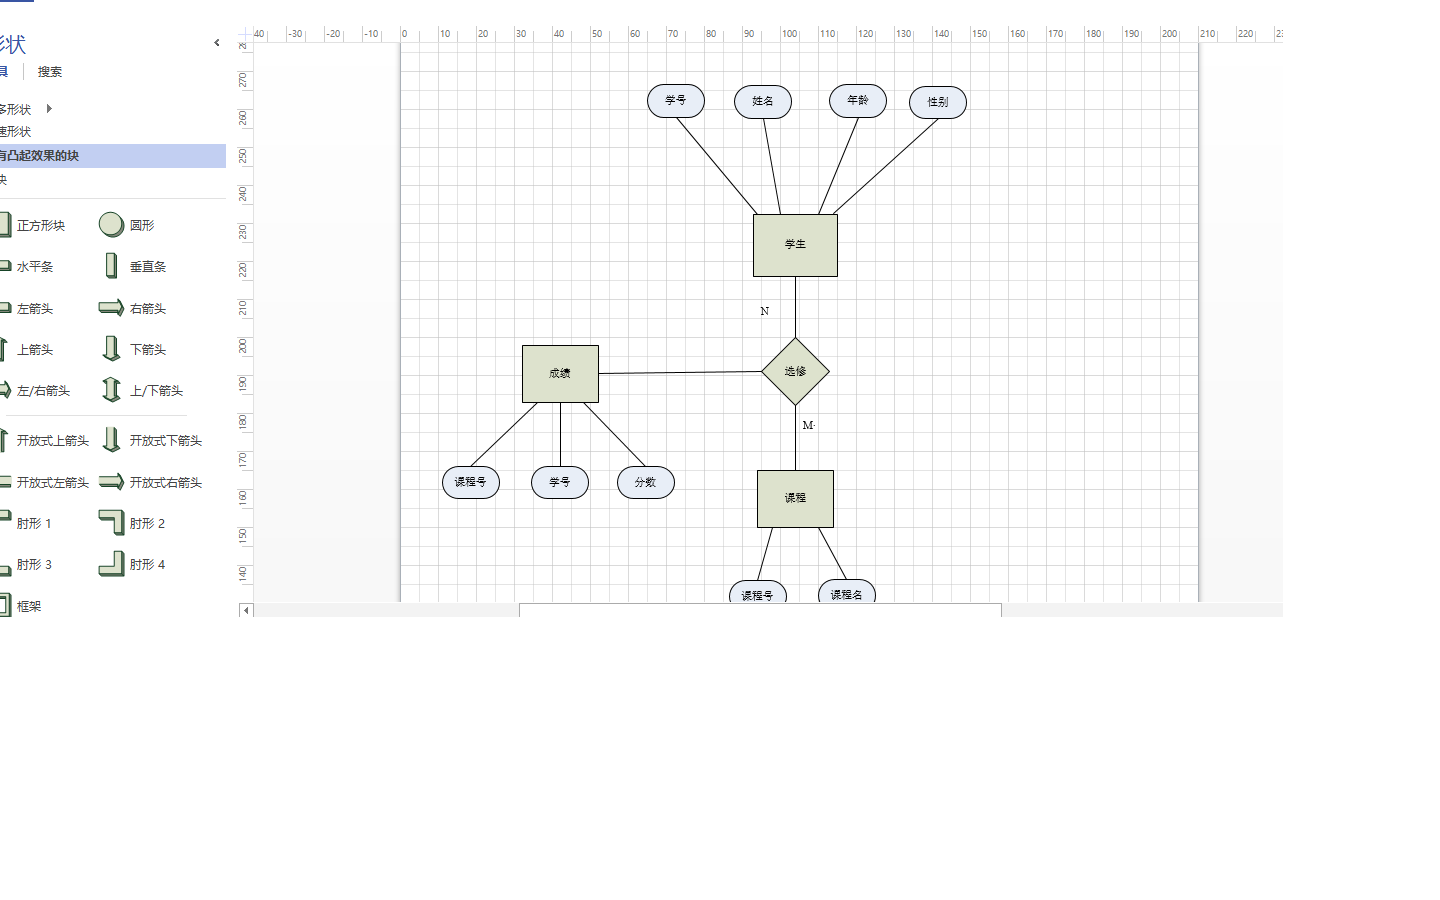 形状
具 搜索
多形状
速形状
有凸起效果的块
块
正方形块 圆形
水平条 垂直条
左箭头 右箭头
上箭头 下箭头
左/右箭头 上/下箭头
开放式上箭头 开放式下箭头
开放式左箭头 开放式右箭头
肘形 1 肘形 2
肘形 3 肘形 4
框架
40 -30 -20 -10 0 10 20 30 40 50 60 70 80 90 100 110 120 130 140 150 160 170 180 190 200 210 220 23
270
260
250
240
230
220
210
200
190
180
170
160
150
140
学号 姓名 年龄 性别
学生
N
成绩 选修
M
课程号 学号 分数
课程
课程号 课程名